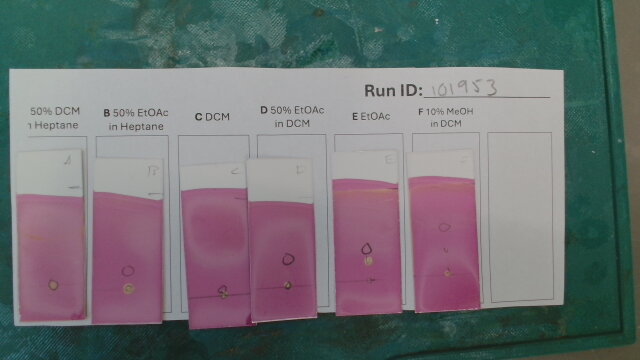 Run ID: 101953
50% DCM
in Heptane
B 50% EtOAc
in Heptane
C DCM
D 50% EtOAc
in DCM
E EtOAc
F 10% MeOH
in DCM
A
B
C
D
E
F